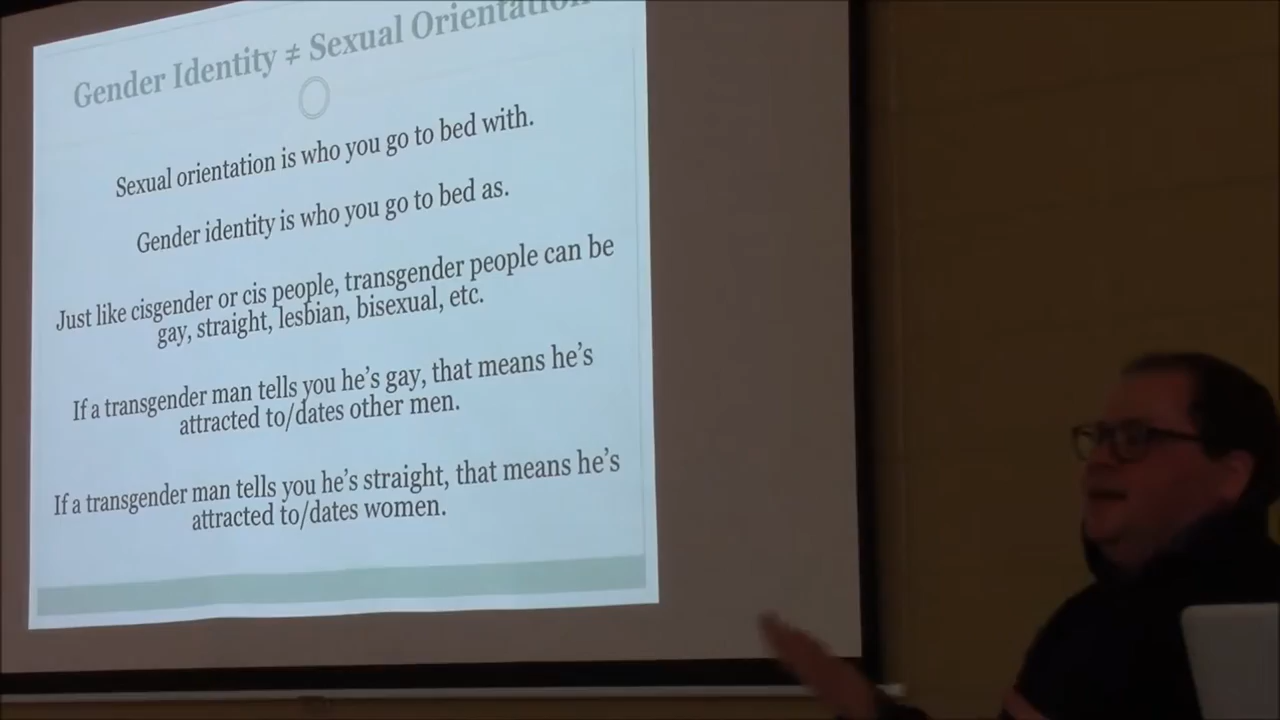 Gender Identity ≠ Sexual Orientation
Sexual orientation is who you go to bed with.
Gender identity is who you go to bed as.
Just like cisgender or cis people, transgender people can be
gay, straight, lesbian, bisexual, etc.
If a transgender man tells you he's gay, that means he's
attracted to/dates other men.
If a transgender man tells you he's straight, that means he's
attracted to/dates women.